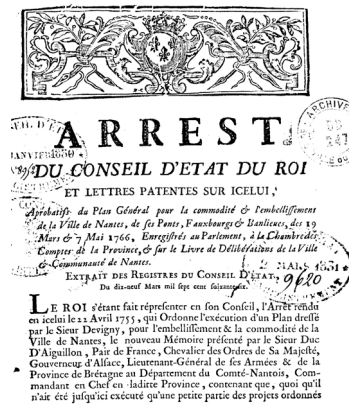 ARREST
DU CONSEIL D'ETAT DU ROI
ET LETTRES PATENTES SUR ICELUI,
Aprobatifs du Plan Général pour la commodité & l'embellissement
de la Ville de Nantes, de ses Ponts, Fauxbourgs & Banlieues, des 19
Mars & 7 Mai 1766, Enregistrés au Parlement, à la Chambre des
Comptes de la Province, & sur le Livre de Délibérations de la Ville
& Communauté de Nantes.
EXTRAIT DES REGISTRES DU CONSEIL D'ETAT,
Du dix-neuf Mars mil sept cent soixante-six.
LE ROI s'étant fait représenter en son Conseil, l'Arrêt rendu
en icelui le 22 Avril 1755, qui Ordonne l'exécution d'un Plan dressé
par le Sieur Devigny, pour l'embellissement & la commodité de la
Ville de Nantes, le nouveau Mémoire présenté par le Sieur Duc
D'Aiguillon, Pair de France, Chevalier des Ordres de Sa Majesté,
Gouverneur d'Alsace, Lieutenant-Général de ses Armées & de la
Province de Brétagne au Département du Comté-Nantois, Com-
mandant en Chef en ladite Province, contenant que, quoi qu'il
n'ait été jusqu'ici exécuté qu'une petite partie des projets ordonnés
ARCHIVE
MARS 1831
9680